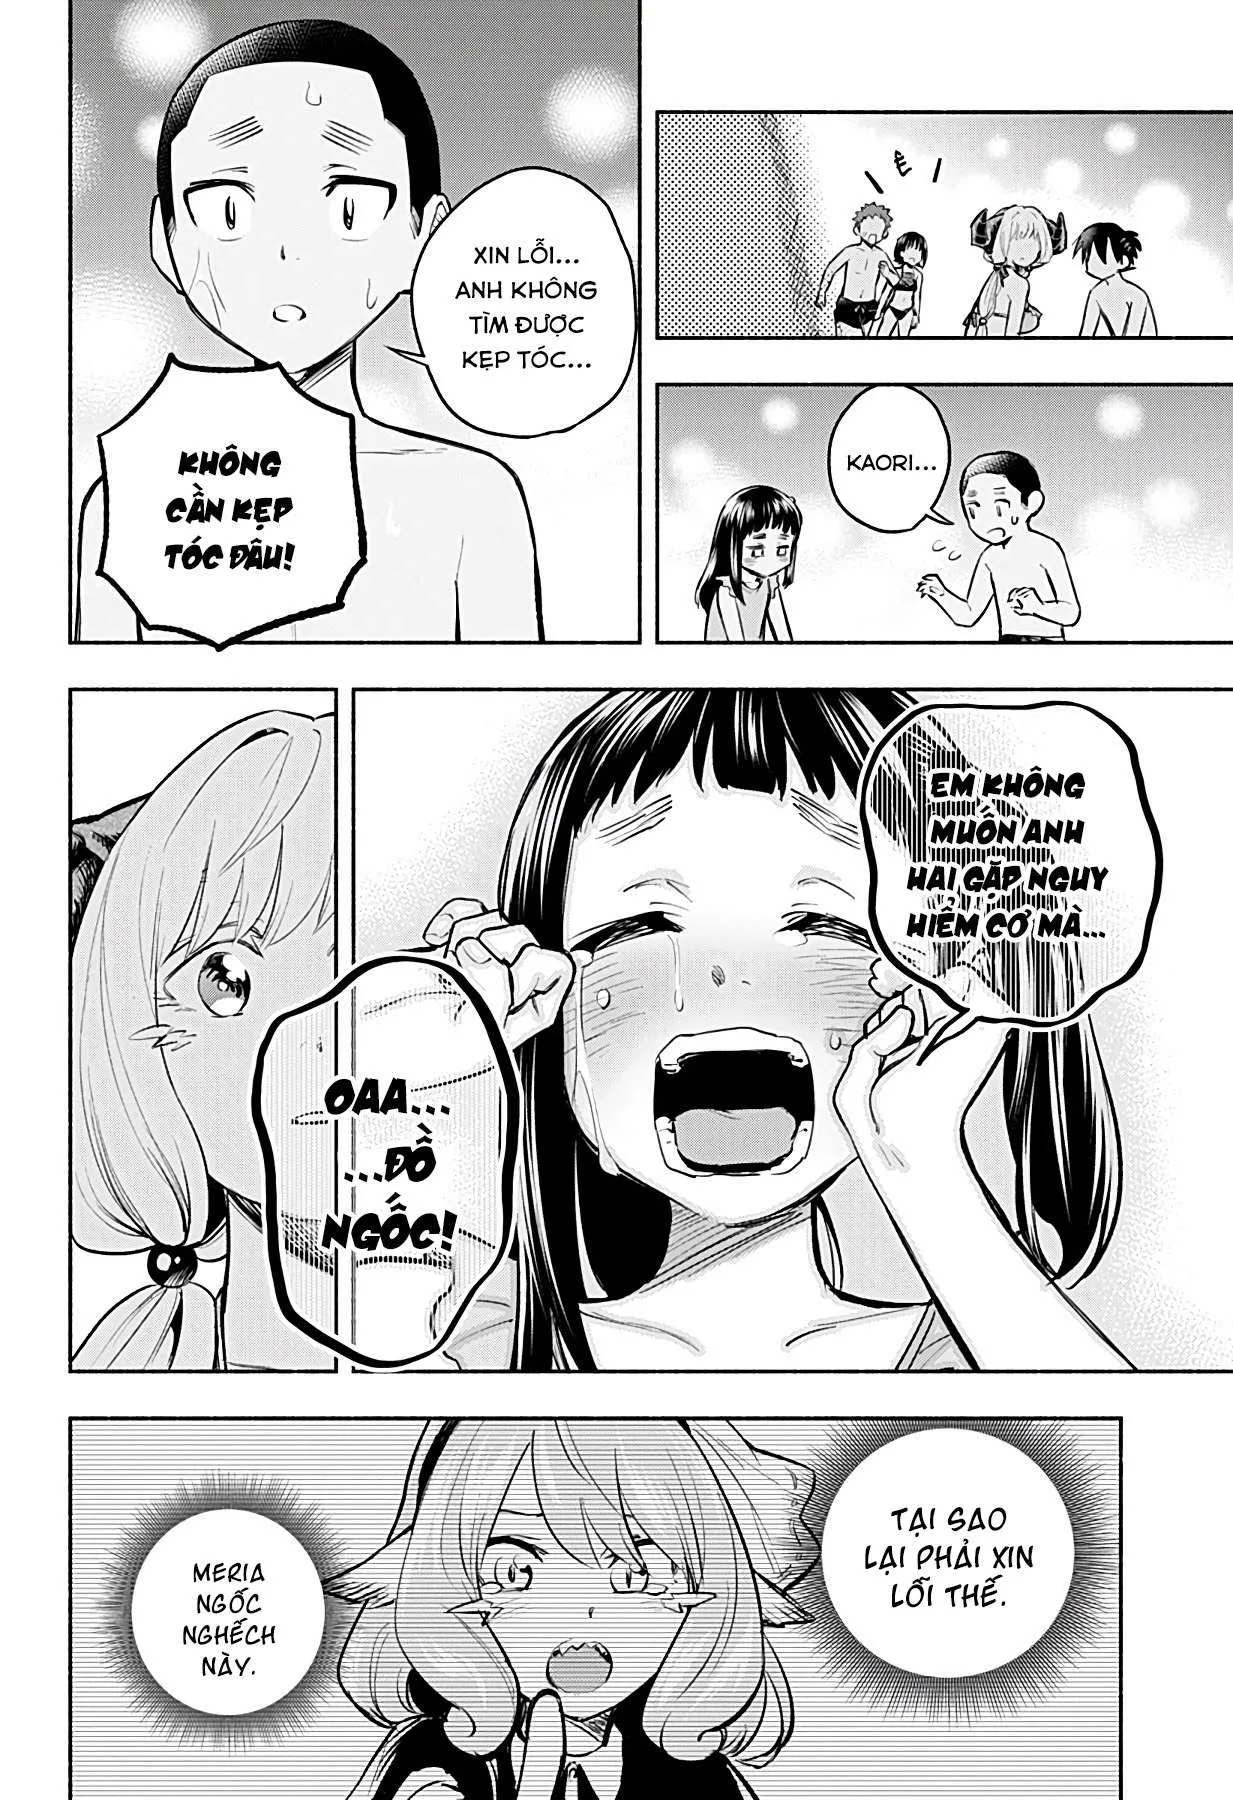 KAORI...
XIN LỖI...
ANH KHÔNG
TÌM ĐƯỢC
KẸP TÓC...
KHÔNG
CẦN KẸP
TÓC ĐÂU!
EM KHÔNG
MUỐN ANH
HAI GẶP NGUY
HIỂM CƠ MÀ...
OAA...
...ĐỒ
NGỐC!
TẠI SAO
LẠI PHẢI XIN
LỖI THẾ.
MERIA
NGỐC
NGHẾCH
NÀY.